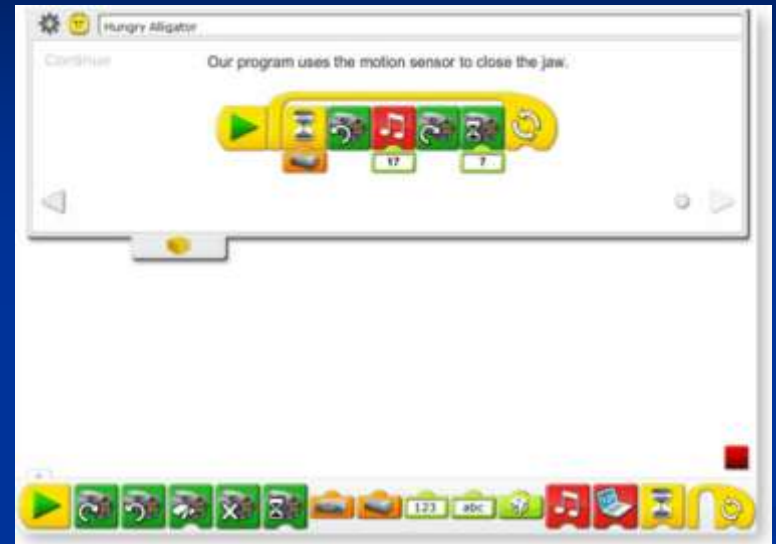 Hungry Alligator
Continue
Our program uses the motion sensor to close the jaw.
17
7
123
abc